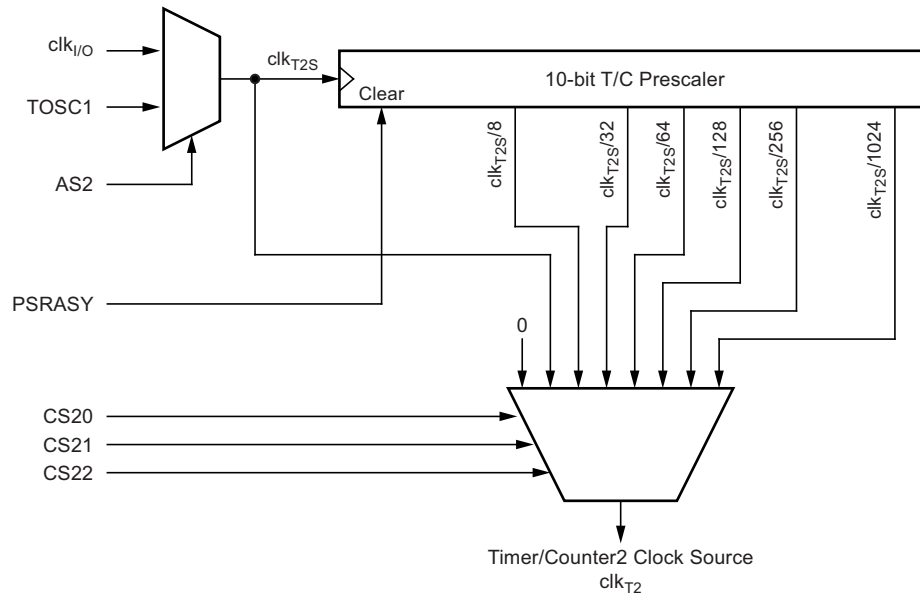 clkI/O
clkT2S
10-bit T/C Prescaler
Clear
TOSC1
AS2
clkT2S/8
clkT2S/32
clkT2S/64
clkT2S/128
clkT2S/256
clkT2S/1024
PSRASY
0
CS20
CS21
CS22
Timer/Counter2 Clock Source
clkT2